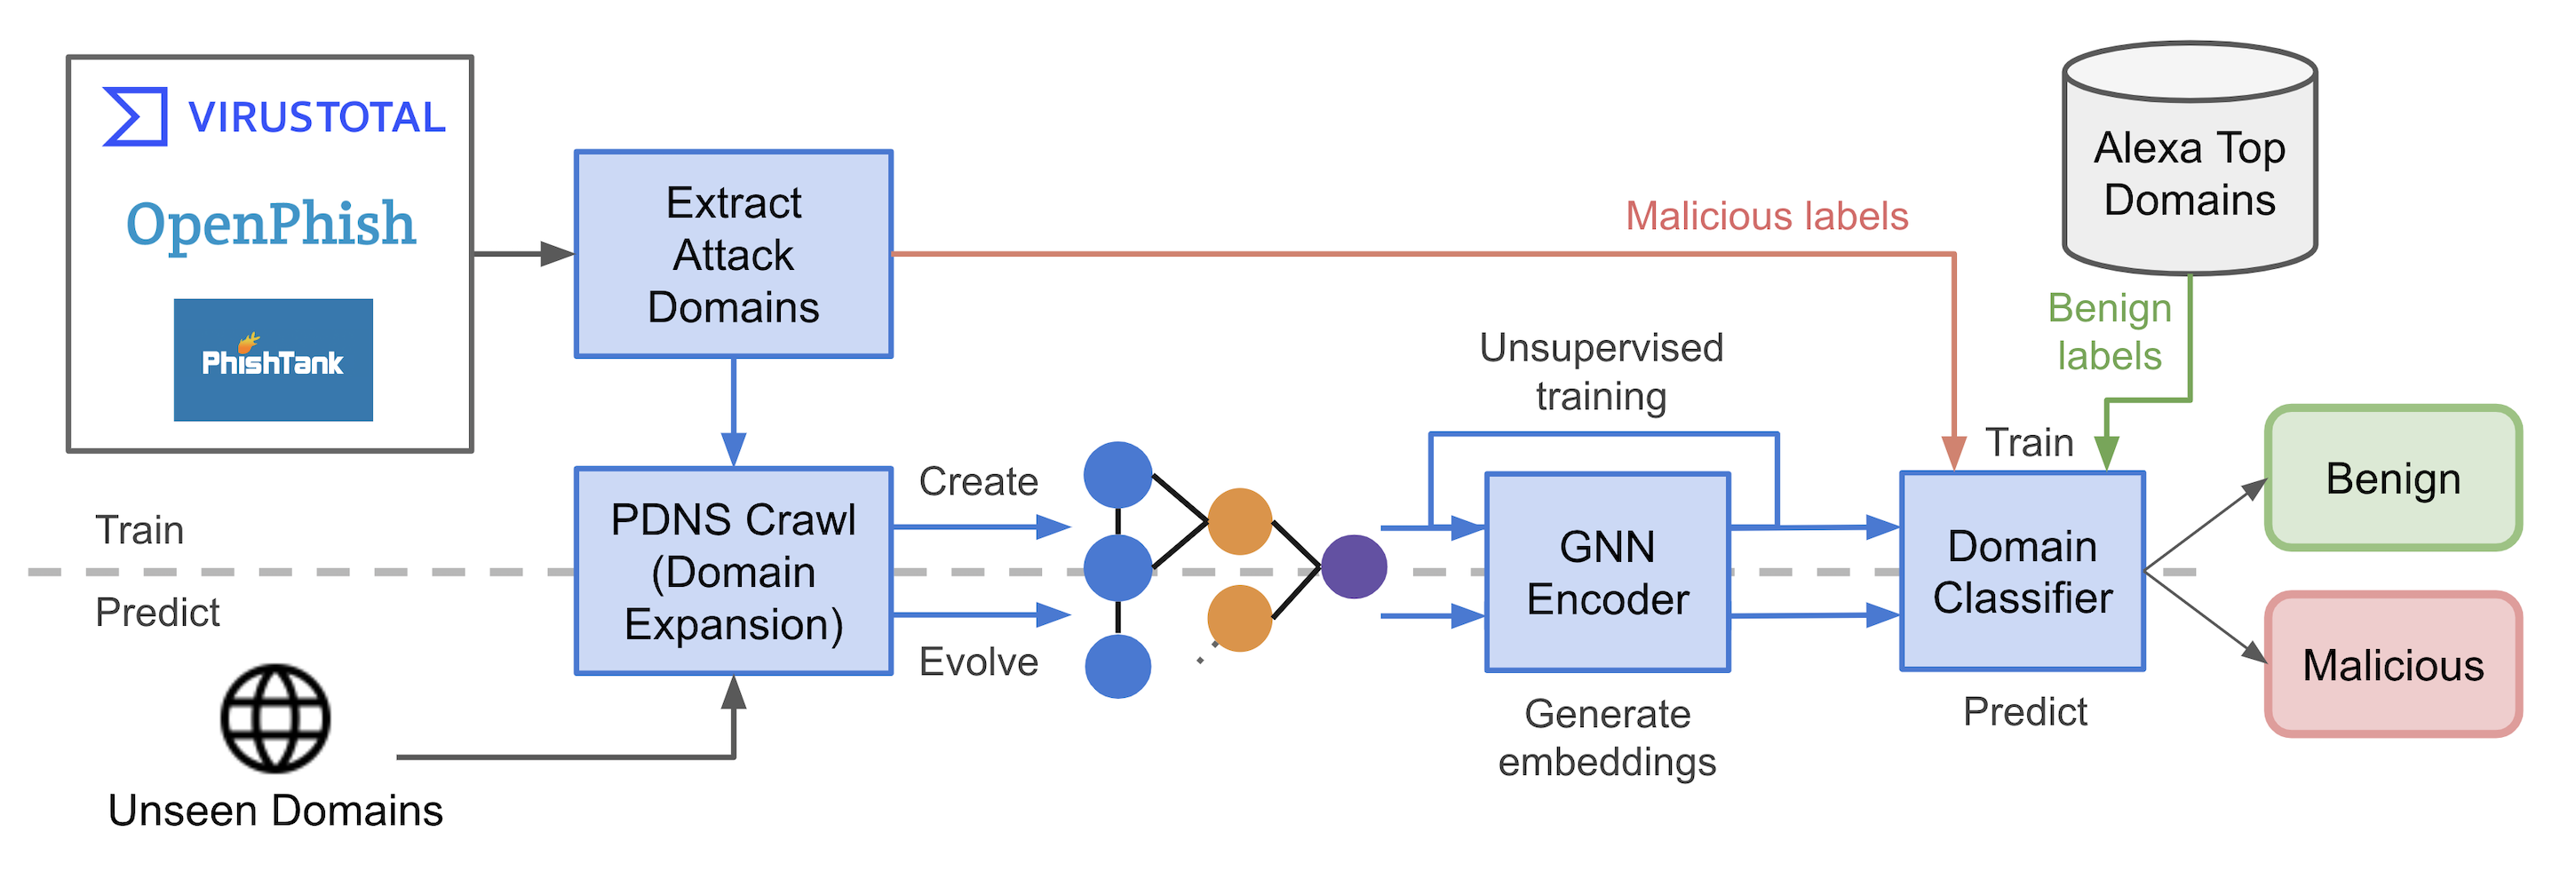 VIRUSTOTAL
OpenPhish
PhishTank
Extract
Attack
Domains
Malicious labels
Alexa Top
Domains
Benign
labels
Unsupervised
training
Train
Predict
PDNS Crawl
(Domain
Expansion)
Create
Evolve
GNN
Encoder
Generate
embeddings
Train
Domain
Classifier
Predict
Benign
Malicious
Unseen Domains